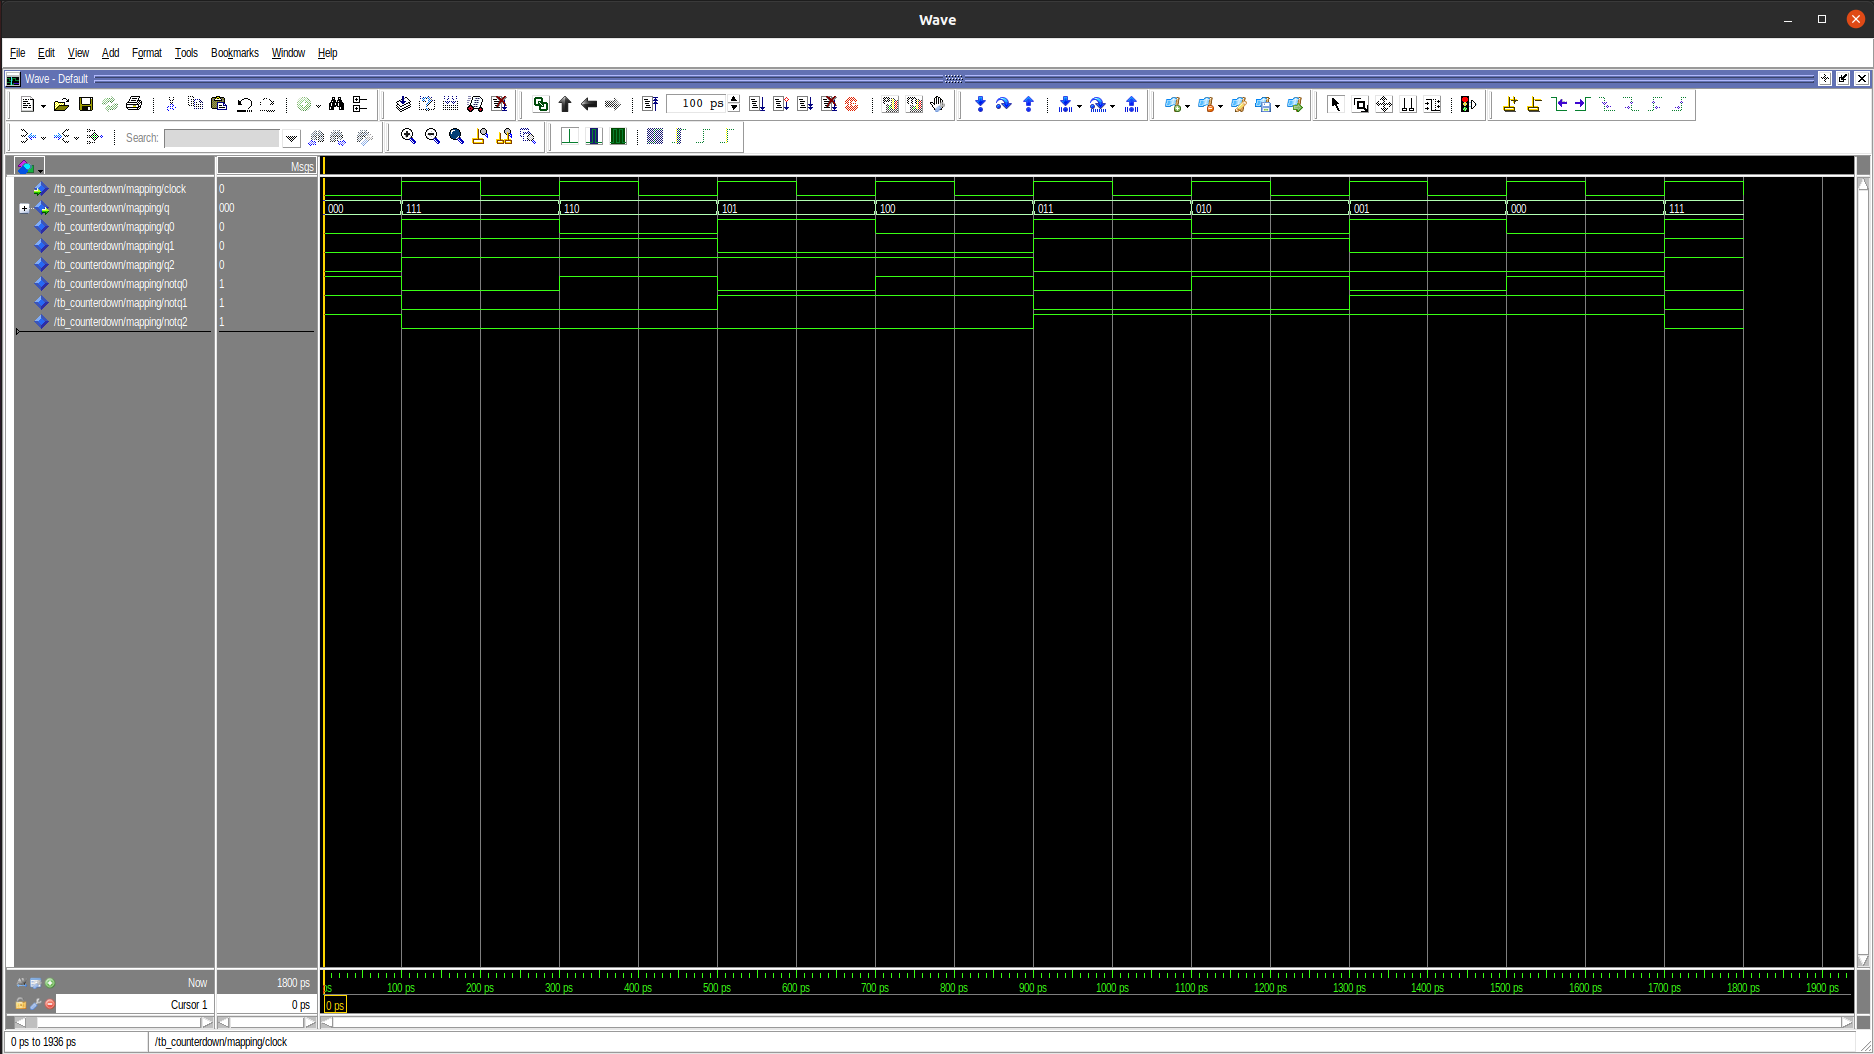 Wave
File Edit View Add Format Tools Bookmarks Window Help
Wave - Default
100 ps
Search:
Msgs
/tb_counterdown/mapping/clock 0
/tb_counterdown/mapping/q 000 000 111 110 101 100 011 010 001 000 111
/tb_counterdown/mapping/q0 0
/tb_counterdown/mapping/q1 0
/tb_counterdown/mapping/q2 0
/tb_counterdown/mapping/notq0 1
/tb_counterdown/mapping/notq1 1
/tb_counterdown/mapping/notq2 1
Now 1800 ps ps 100 ps 200 ps 300 ps 400 ps 500 ps 600 ps 700 ps 800 ps 900 ps 1000 ps 1100 ps 1200 ps 1300 ps 1400 ps 1500 ps 1600 ps 1700 ps 1800 ps 1900 ps
Cursor 1 0 ps 0 ps
0 ps to 1936 ps /tb_counterdown/mapping/clock